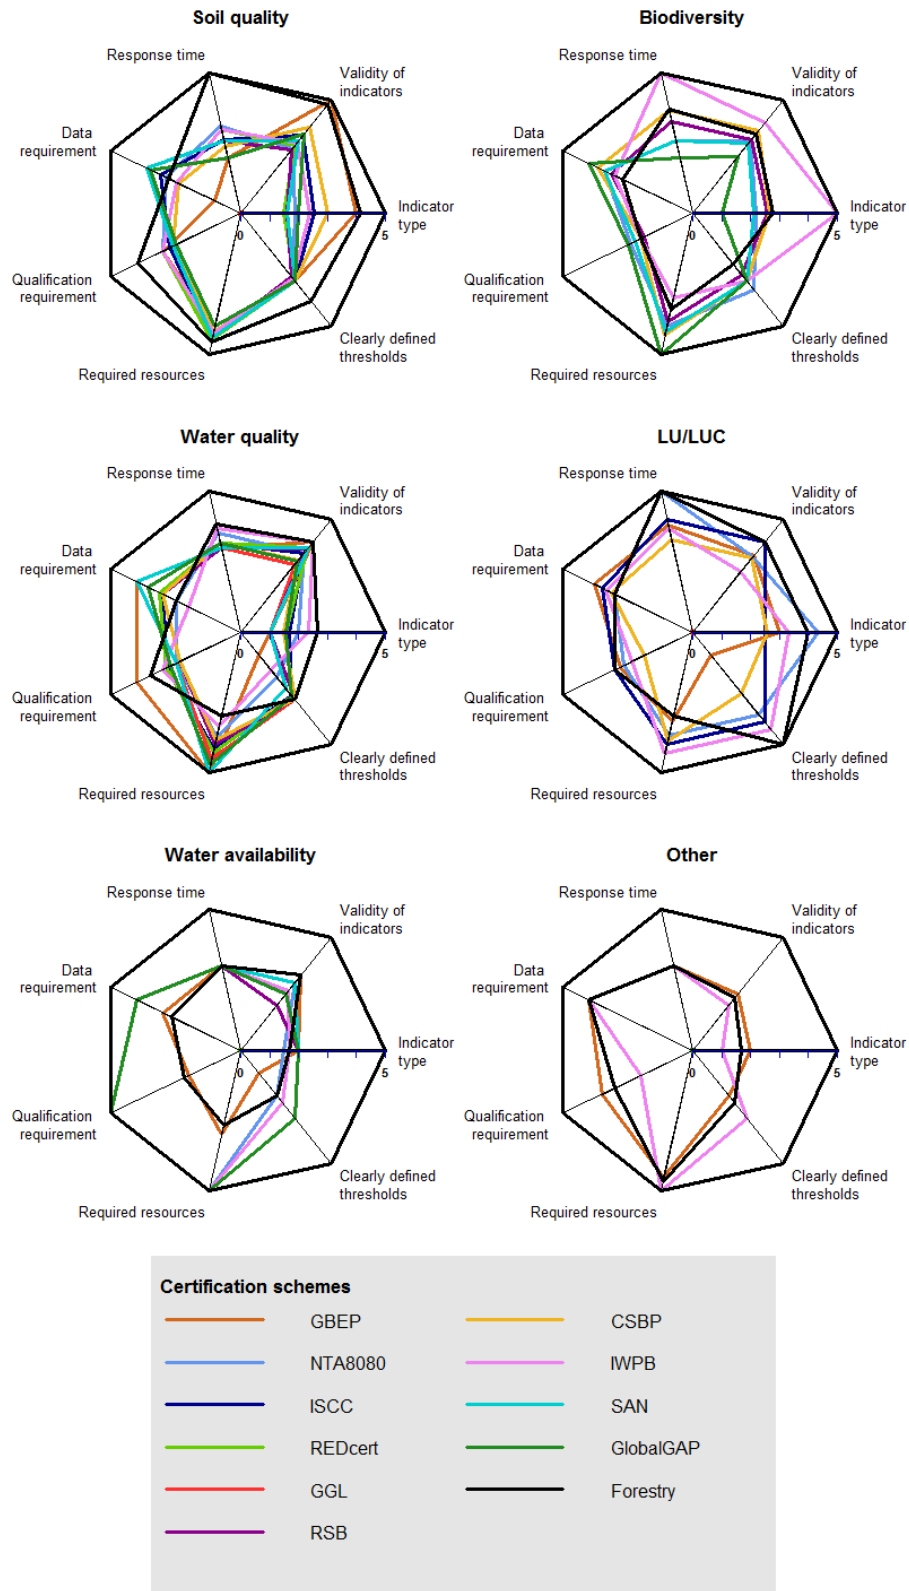 Soil quality
Response time
Validity of
indicators
Data
requirement
Indicator
type
0
5
Qualification
requirement
Clearly defined
thresholds
Required resources
Biodiversity
Response time
Validity of
indicators
Data
requirement
Indicator
type
0
5
Qualification
requirement
Clearly defined
thresholds
Required resources
Water quality
Response time
Validity of
indicators
Data
requirement
Indicator
type
0
5
Qualification
requirement
Clearly defined
thresholds
Required resources
LU/LUC
Response time
Validity of
indicators
Data
requirement
Indicator
type
0
5
Qualification
requirement
Clearly defined
thresholds
Required resources
Water availability
Response time
Validity of
indicators
Data
requirement
Indicator
type
0
5
Qualification
requirement
Clearly defined
thresholds
Required resources
Other
Response time
Validity of
indicators
Data
requirement
Indicator
type
0
5
Qualification
requirement
Clearly defined
thresholds
Required resources
Certification schemes
GBEP
NTA8080
ISCC
REDcert
GGL
RSB
CSBP
IWPB
SAN
GlobalGAP
Forestry